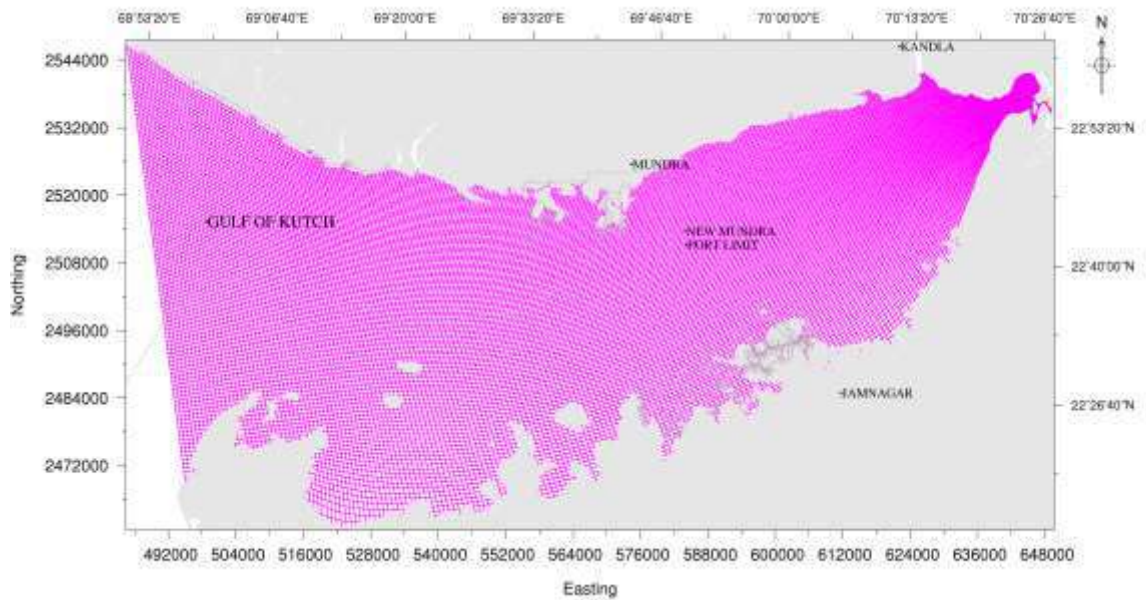 68°53'20"E 69°06'40"E 69°20'00"E 69°33'20"E 69°46'40"E 70°00'00"E 70°13'20"E 70°26'40"E
N
KANDLA
2544000
2532000
22°53'20"N
MUNDRA
2520000
GULF OF KUTCH
NEW MUNDRA
PORT LIMIT
2508000
22°40'00"N
Northing
2496000
2484000
JAMNAGAR
22°26'40"N
2472000
492000 504000 516000 528000 540000 552000 564000 576000 588000 600000 612000 624000 636000 648000
Easting